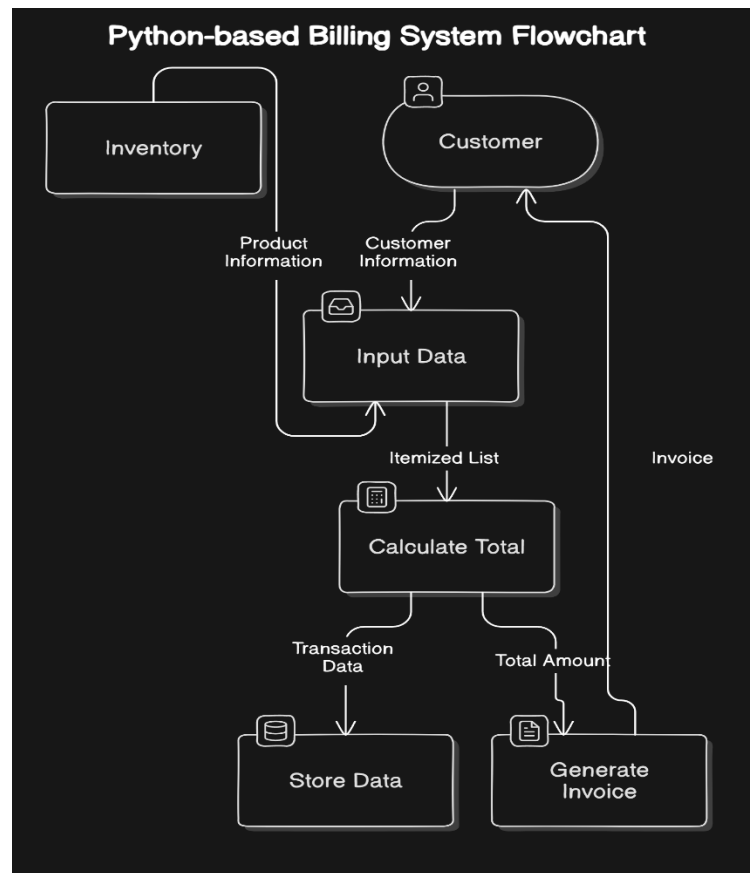 Python-based Billing System Flowchart
Inventory
Customer
Product
Information
Customer
Information
Input Data
Itemized List
Invoice
Calculate Total
Transaction
Data
Total Amount
Store Data
Generate
Invoice